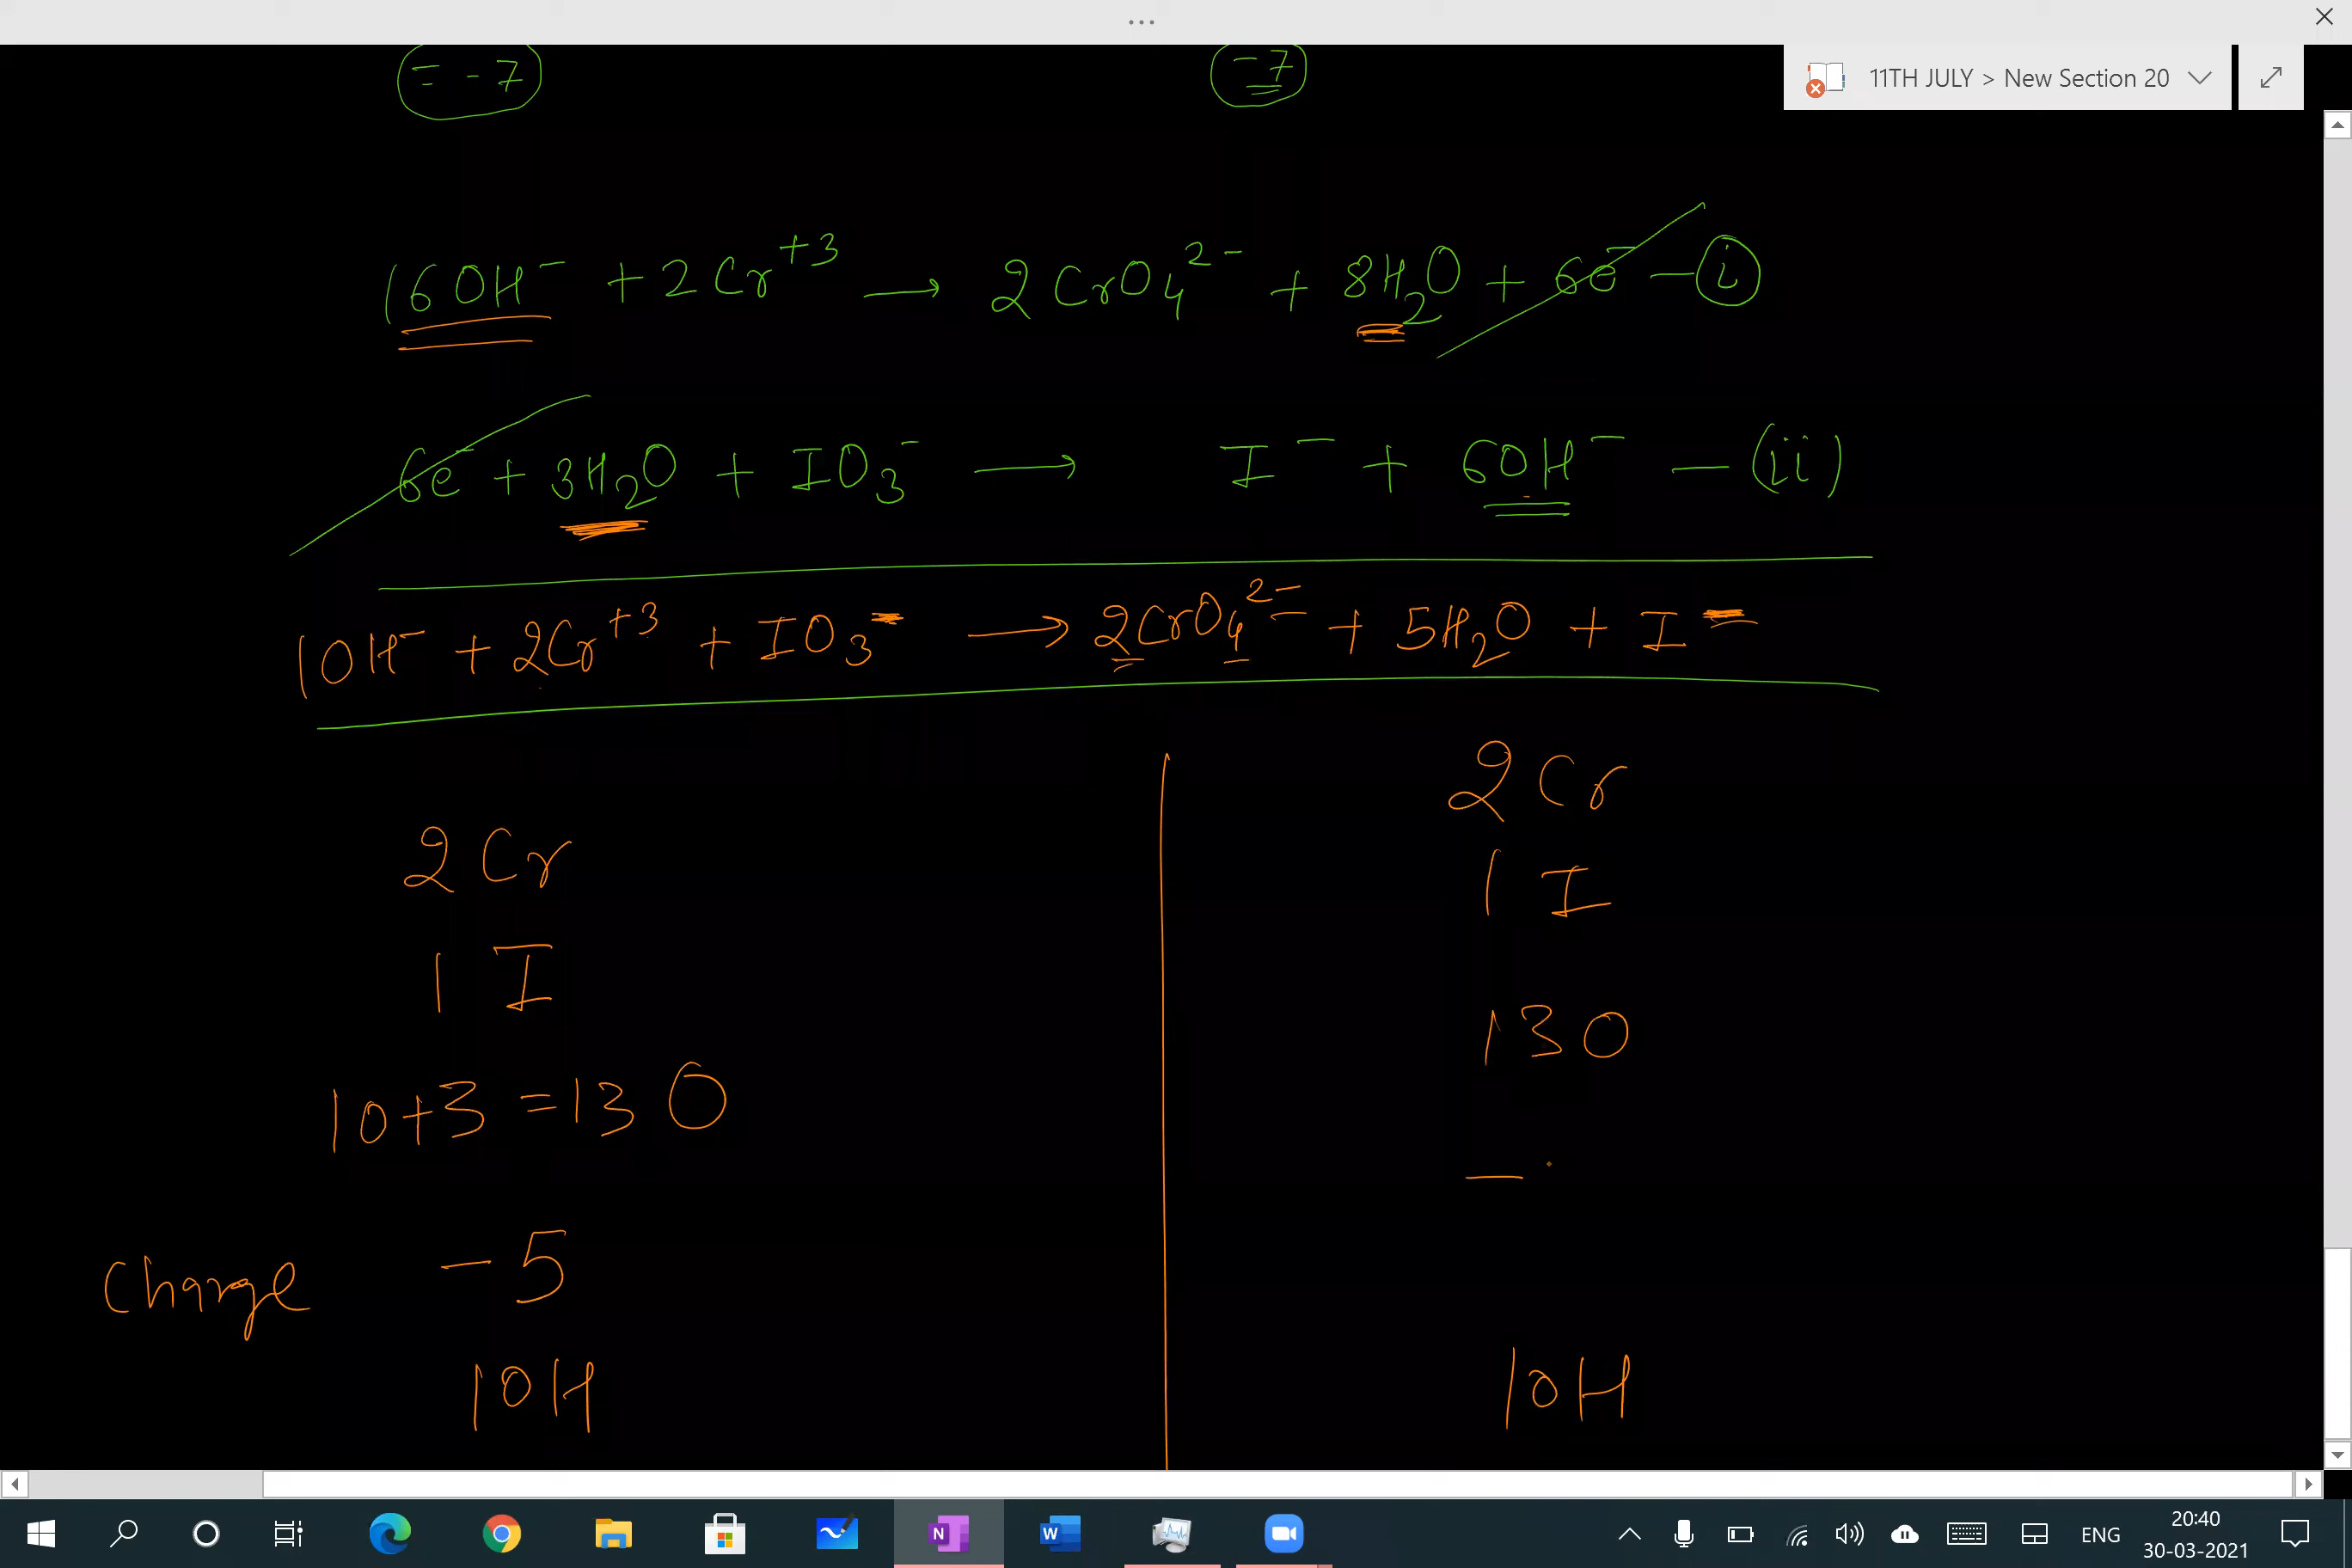 ...
11TH JULY > New Section 20
= -7
-7
16OH⁻ + 2Cr⁺³ → 2CrO₄²⁻ + 8H₂O + 6e⁻ — (i)
6e⁻ + 3H₂O + IO₃⁻ → I⁻ + 6OH⁻ — (ii)
10H⁻ + 2Cr⁺³ + IO₃⁻ → 2CrO₄²⁻ + 5H₂O + I⁻
2Cr
2Cr
1 I
1 I
10+3 = 13 O
13O
—
Charge -5
10H
10H
N
W
ENG
20:40
30-03-2021